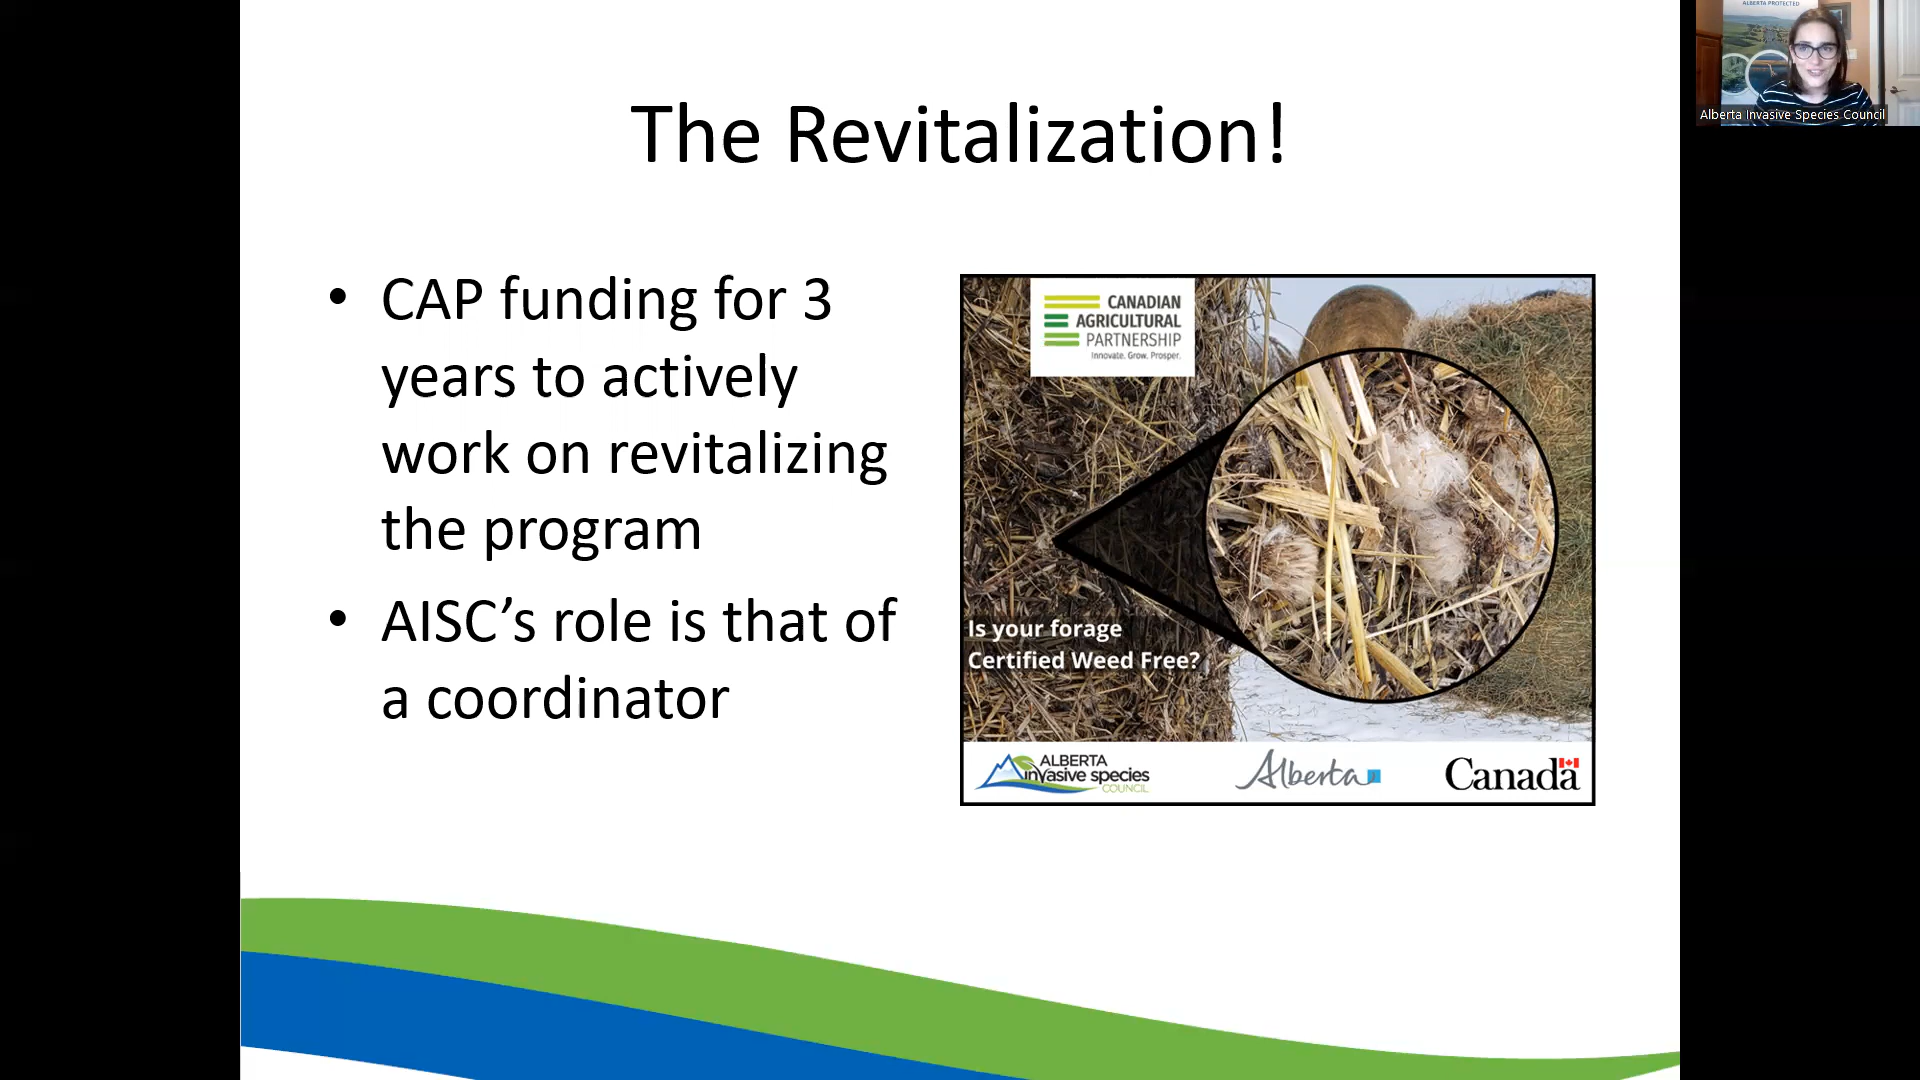 The Revitalization!
• CAP funding for 3
years to actively
work on revitalizing
the program
• AISC’s role is that of
a coordinator
CANADIAN
AGRICULTURAL
PARTNERSHIP
Innovate. Grow. Prosper.
Is your forage
Certified Weed Free?
ALBERTA
invasive species
COUNCIL
Alberta
Canada
ALBERTA PROTECTED
Alberta Invasive Species Council